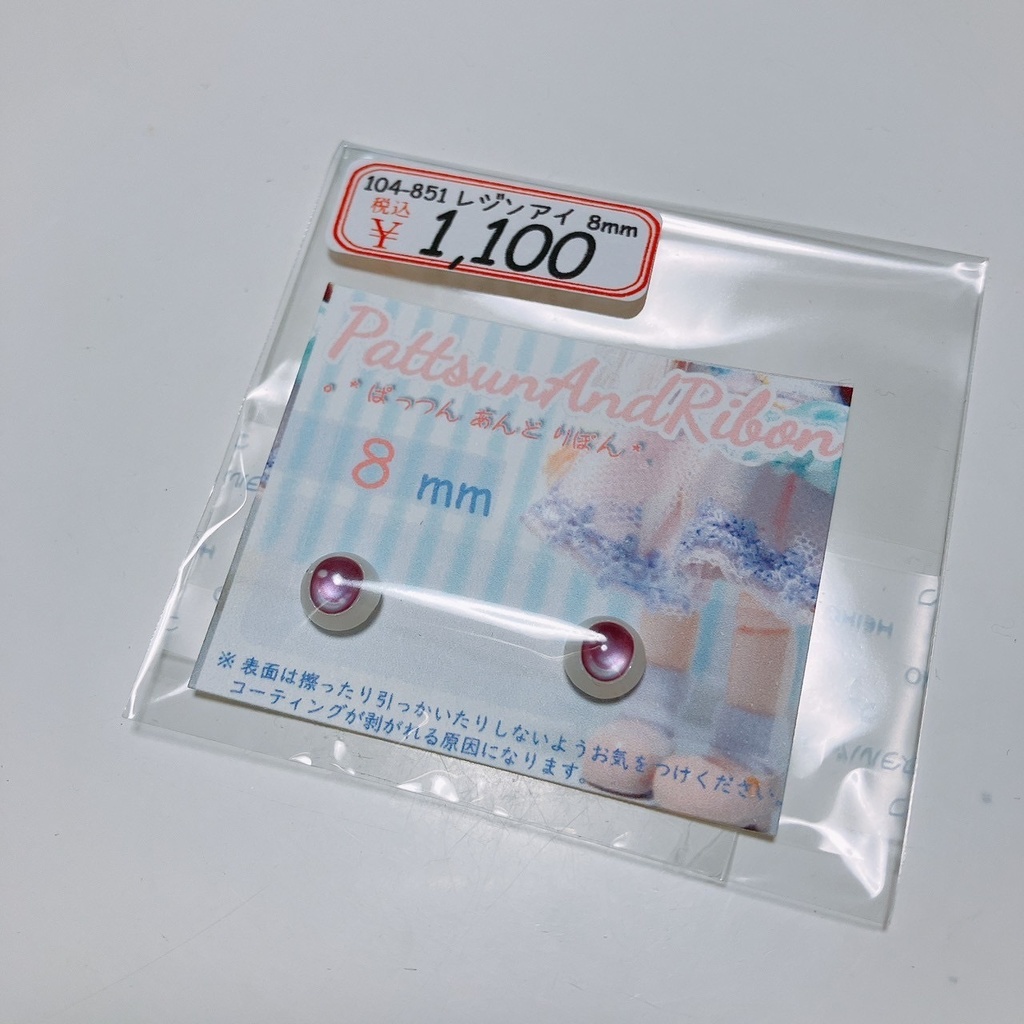 104-851 レジンアイ 8mm
税込
¥ 1,100
PattsunAndRibon
。*ぱっつん あんど りぼん*。
8 mm
※表面は擦ったり引っかいたりしないようお気をつけください。
コーティングが剥がれる原因になります。